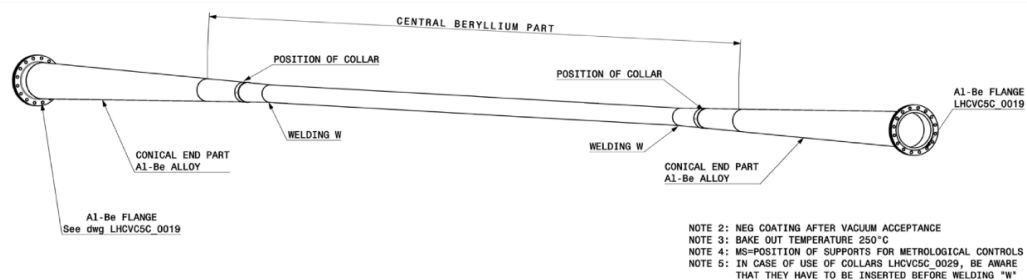 CENTRAL BERYLLIUM PART
POSITION OF COLLAR
POSITION OF COLLAR
Al-Be FLANGE
LHCVC5C_0019
WELDING W
WELDING W
CONICAL END PART
Al-Be ALLOY
CONICAL END PART
Al-Be ALLOY
Al-Be FLANGE
See dwg LHCVC5C_0019
NOTE 2: NEG COATING AFTER VACUUM ACCEPTANCE
NOTE 3: BAKE OUT TEMPERATURE 250°C
NOTE 4: MS=POSITION OF SUPPORTS FOR METROLOGICAL CONTROLS
NOTE 5: IN CASE OF USE OF COLLARS LHCVC5C_0029, BE AWARE
THAT THEY HAVE TO BE INSERTED BEFORE WELDING "W"